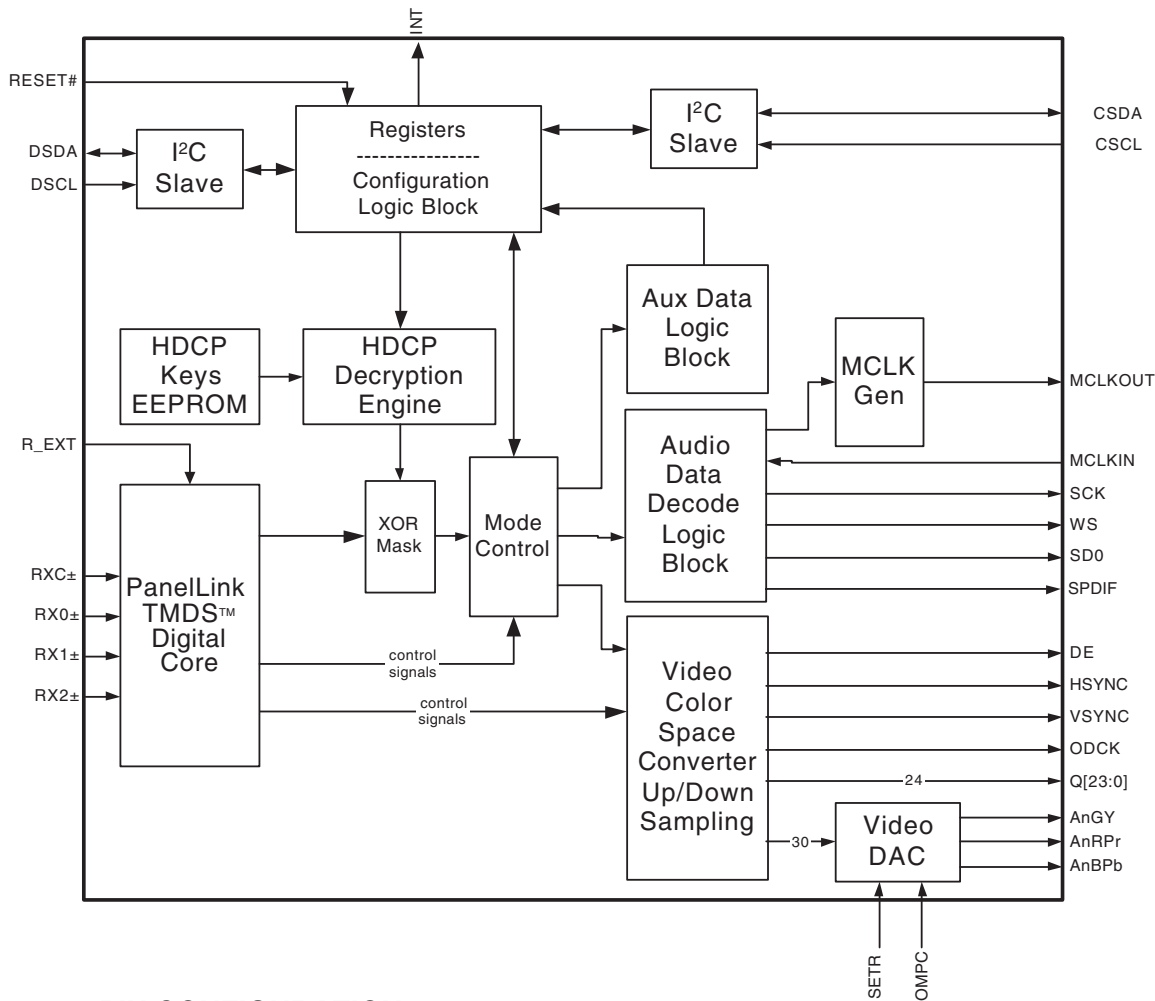 INT
RESET#
DSDA
DSCL
I²C
Slave
Registers
----------------
Configuration
Logic Block
I²C
Slave
CSDA
CSCL
HDCP
Keys
EEPROM
HDCP
Decryption
Engine
Aux Data
Logic
Block
MCLK
Gen
MCLKOUT
R_EXT
RXC±
RX0±
RX1±
RX2±
PanelLink
TMDS™
Digital
Core
XOR
Mask
Mode
Control
control
signals
control
signals
Audio
Data
Decode
Logic
Block
MCLKIN
SCK
WS
SD0
SPDIF
Video
Color
Space
Converter
Up/Down
Sampling
DE
HSYNC
VSYNC
ODCK
24
Q[23:0]
30
Video
DAC
AnGY
AnRPr
AnBPb
SETR
OMPC